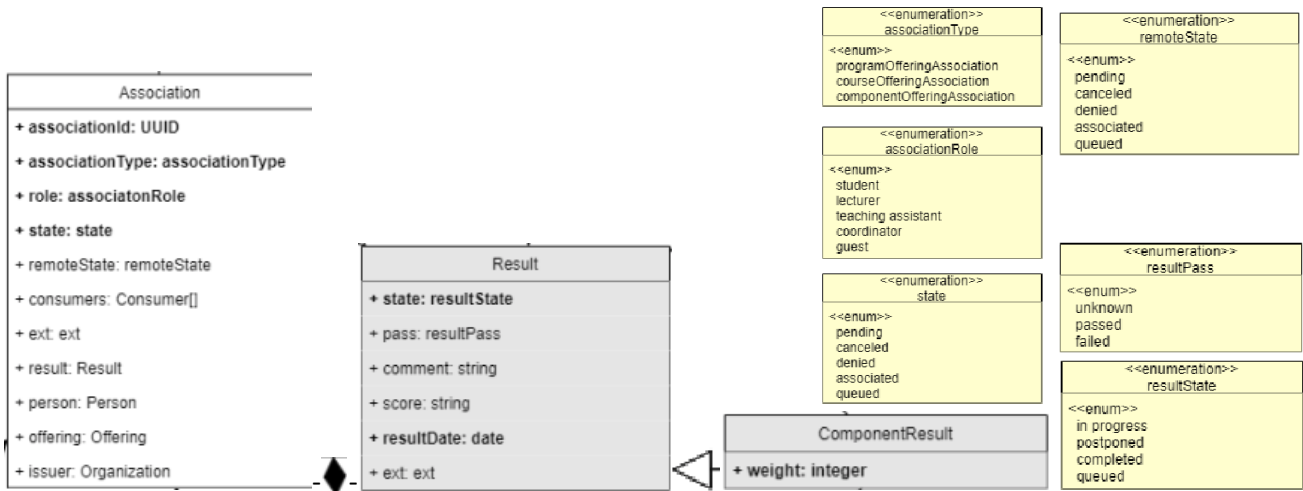 Association
+ associationId: UUID
+ associationType: associationType
+ role: associatonRole
+ state: state
+ remoteState: remoteState
+ consumers: Consumer[]
+ ext: ext
+ result: Result
+ person: Person
+ offering: Offering
+ issuer: Organization
Result
+ state: resultState
+ pass: resultPass
+ comment: string
+ score: string
+ resultDate: date
+ ext: ext
<<enumeration>>
associationType
<<enum>>
programOfferingAssociation
courseOfferingAssociation
componentOfferingAssociation
<<enumeration>>
associationRole
<<enum>>
student
lecturer
teaching assistant
coordinator
guest
<<enumeration>>
state
<<enum>>
pending
canceled
denied
associated
queued
ComponentResult
+ weight: integer
<<enumeration>>
remoteState
<<enum>>
pending
canceled
denied
associated
queued
<<enumeration>>
resultPass
<<enum>>
unknown
passed
failed
<<enumeration>>
resultState
<<enum>>
in progress
postponed
completed
queued